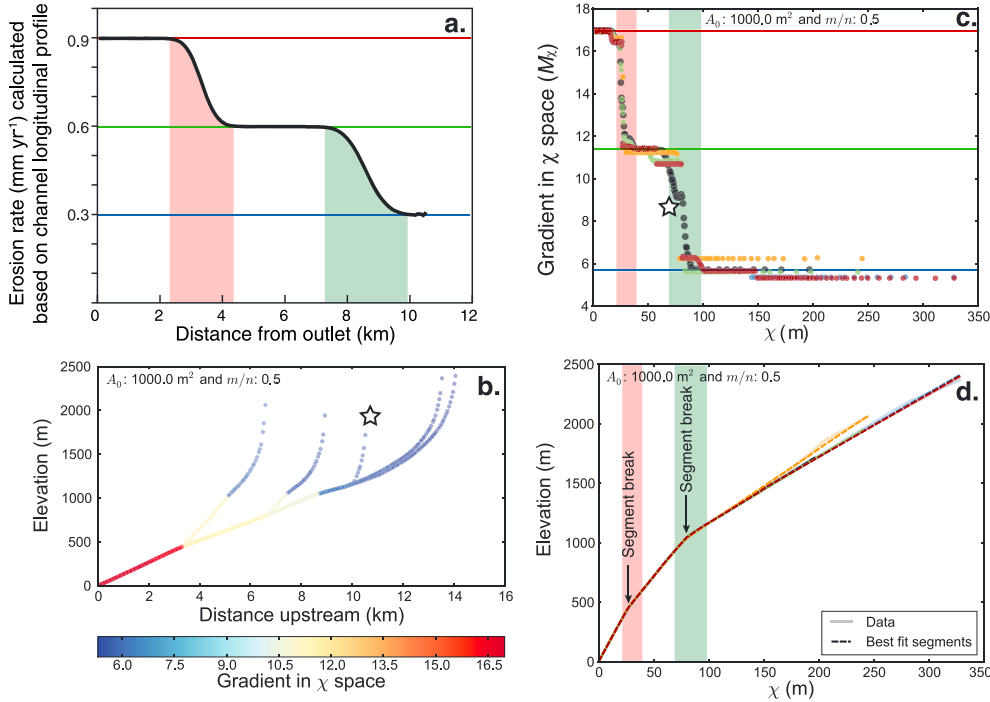 a.
Erosion rate (mm yr⁻¹) calculated
based on channel longitudinal profile
0.9
0.6
0.3
0 2 4 6 8 10 12
Distance from outlet (km)
c.
A₀: 1000.0 m² and m/n: 0.5
Gradient in χ space (Mχ)
18
16
14
12
10
8
6
4
0 50 100 150 200 250 300 350
χ (m)
b.
A₀: 1000.0 m² and m/n: 0.5
Elevation (m)
2500
2000
1500
1000
500
0
0 2 4 6 8 10 12 14 16
Distance upstream (km)
6.0 7.5 9.0 10.5 12.0 13.5 15.0 16.5
Gradient in χ space
d.
A₀: 1000.0 m² and m/n: 0.5
Elevation (m)
2500
2000
1500
1000
500
0
Segment break
Segment break
Data
Best fit segments
0 50 100 150 200 250 300 350
χ (m)